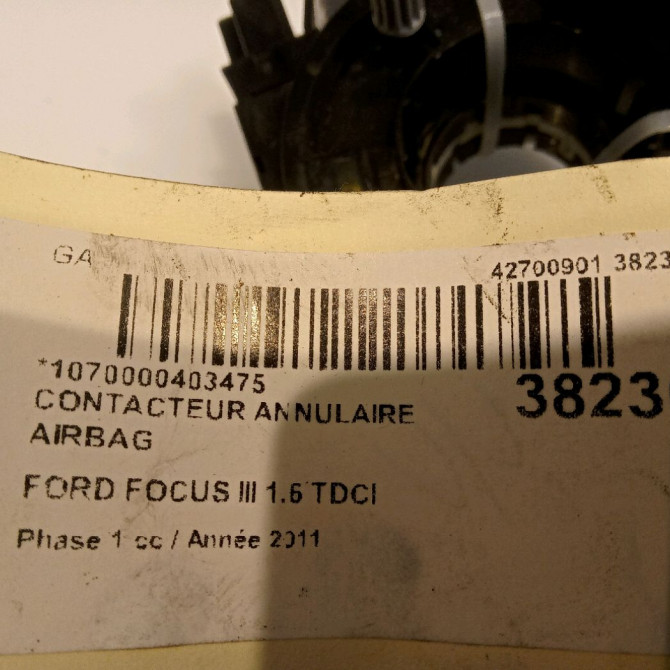 GA 42700901 3823
*1070000403475
3823
CONTACTEUR ANNULAIRE
AIRBAG
FORD FOCUS III 1.6 TDCI
Phase 1 cc / Année 2011